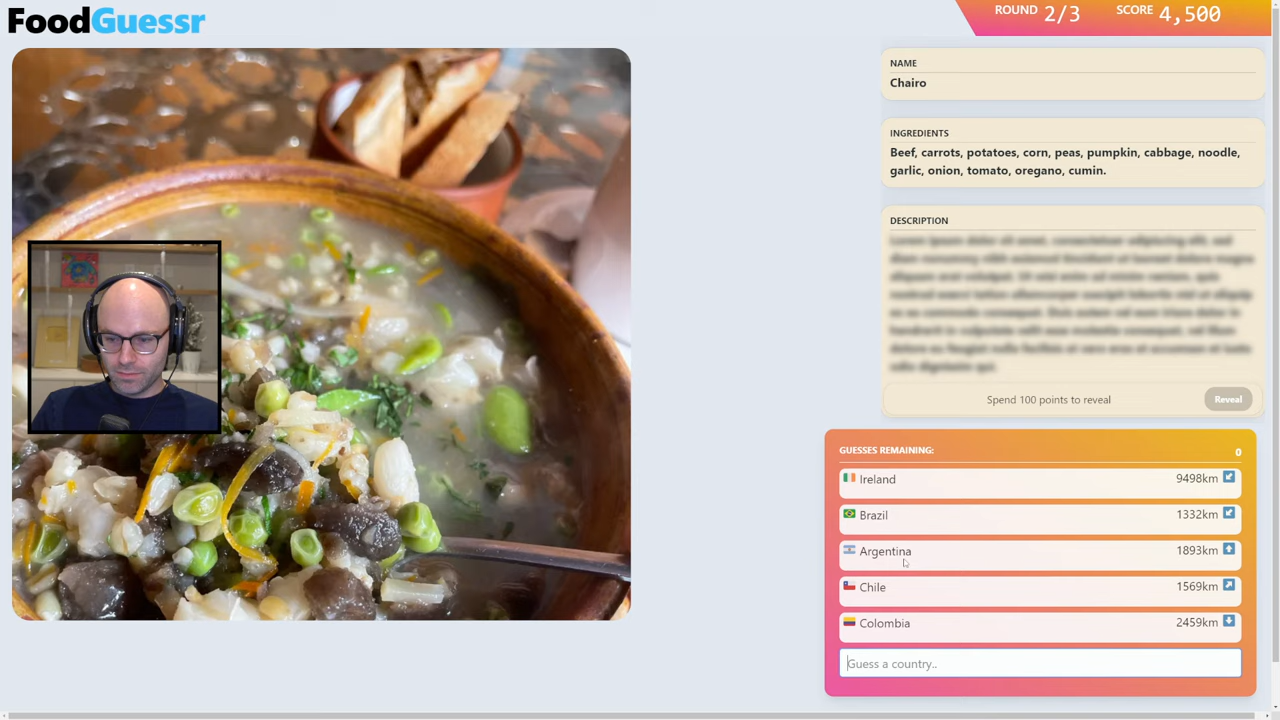 FoodGuessr
ROUND 2/3 SCORE 4,500
NAME
Chairo
INGREDIENTS
Beef, carrots, potatoes, corn, peas, pumpkin, cabbage, noodle,
garlic, onion, tomato, oregano, cumin.
DESCRIPTION
Spend 100 points to reveal Reveal
GUESSES REMAINING: 0
Ireland 9498km
Brazil 1332km
Argentina 1893km
Chile 1569km
Colombia 2459km
Guess a country..